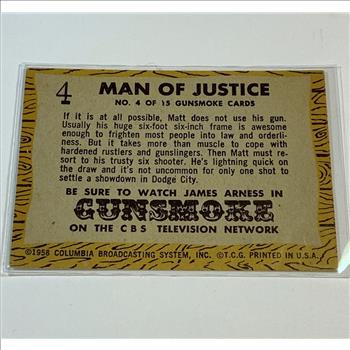 4
MAN OF JUSTICE
NO. 4 OF 15 GUNSMOKE CARDS
If it is at all possible, Matt does not use his gun.
Usually his huge six-foot six-inch frame is awesome
enough to frighten most people into law and orderli-
ness. But it takes more than muscle to cope with
hardened rustlers and gunslingers. Then Matt must re-
sort to his trusty six shooter. He's lightning quick on
the draw and it's not uncommon for only one shot to
settle a showdown in Dodge City.
BE SURE TO WATCH JAMES ARNESS IN
GUNSMOKE
ON THE CBS TELEVISION NETWORK
©1958 COLUMBIA BROADCASTING SYSTEM, INC. ©T.C.G. PRINTED IN U.S.A.